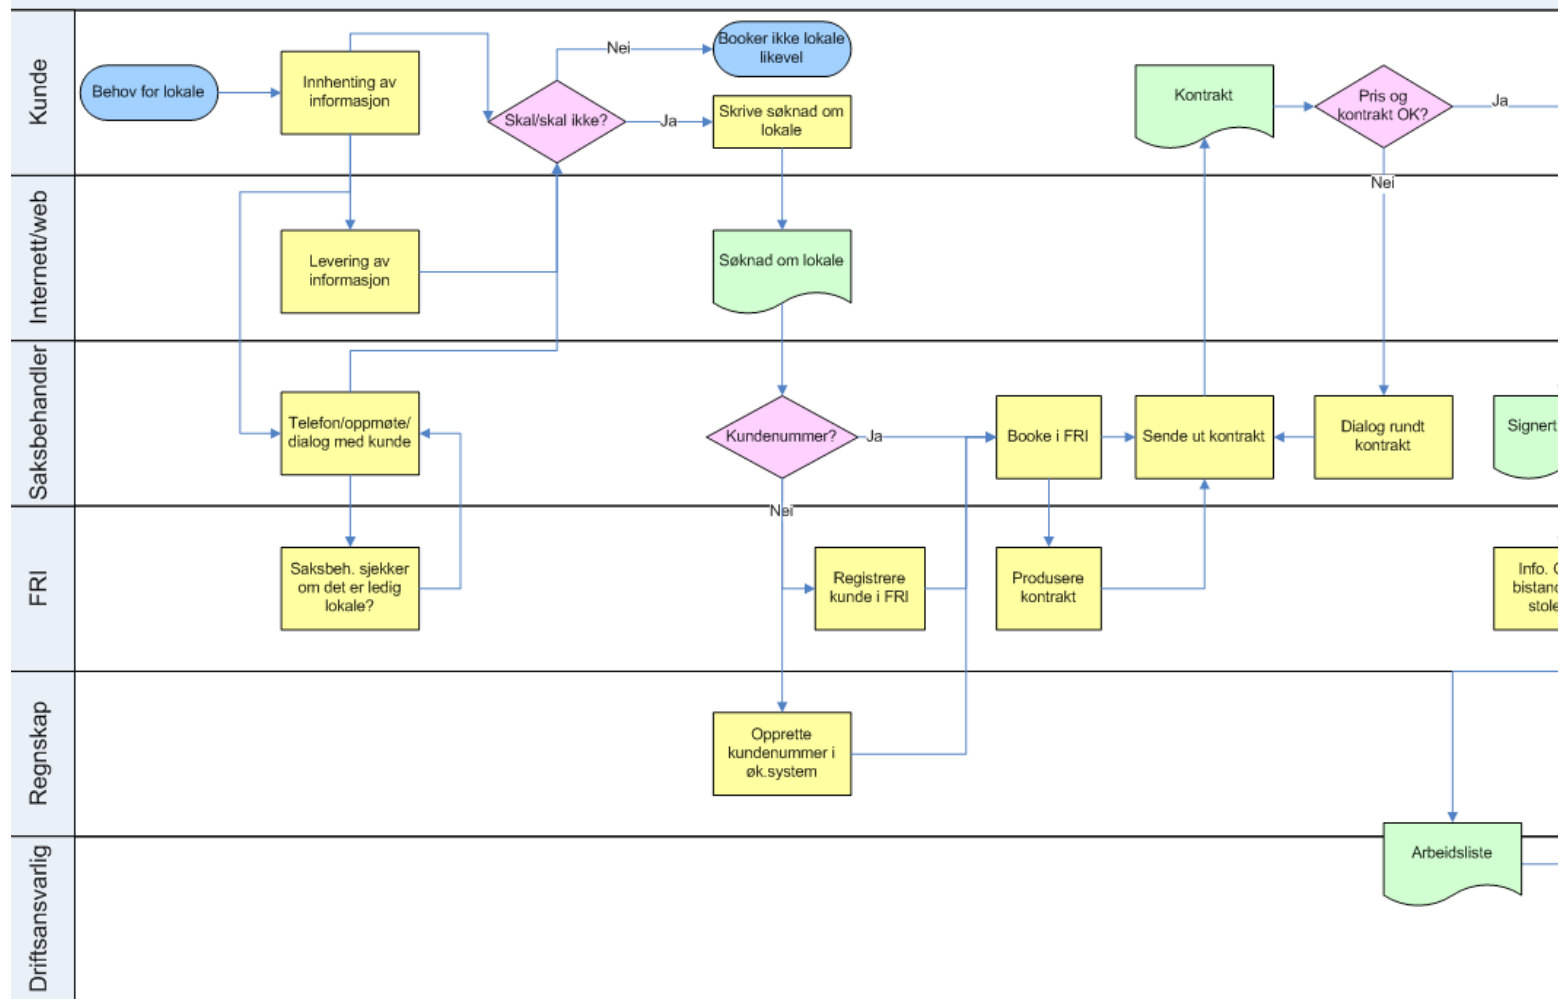 Kunde
Behov for lokale
Innhenting av
informasjon
Skal/skal ikke?
Nei
Booker ikke lokale
likevel
Ja
Skrive søknad om
lokale
Kontrakt
Pris og
kontrakt OK?
Ja
Nei
Internett/web
Levering av
informasjon
Søknad om lokale
Saksbehandler
Telefon/oppmøte/
dialog med kunde
Kundenummer?
Ja
Nei
Booke i FRI
Sende ut kontrakt
Dialog rundt
kontrakt
Signert
FRI
Saksbeh. sjekker
om det er ledig
lokale?
Registrere
kunde i FRI
Produsere
kontrakt
Info.
bistand
stole
Regnskap
Opprette
kundenummer i
øk.system
Driftsansvarlig
Arbeidsliste